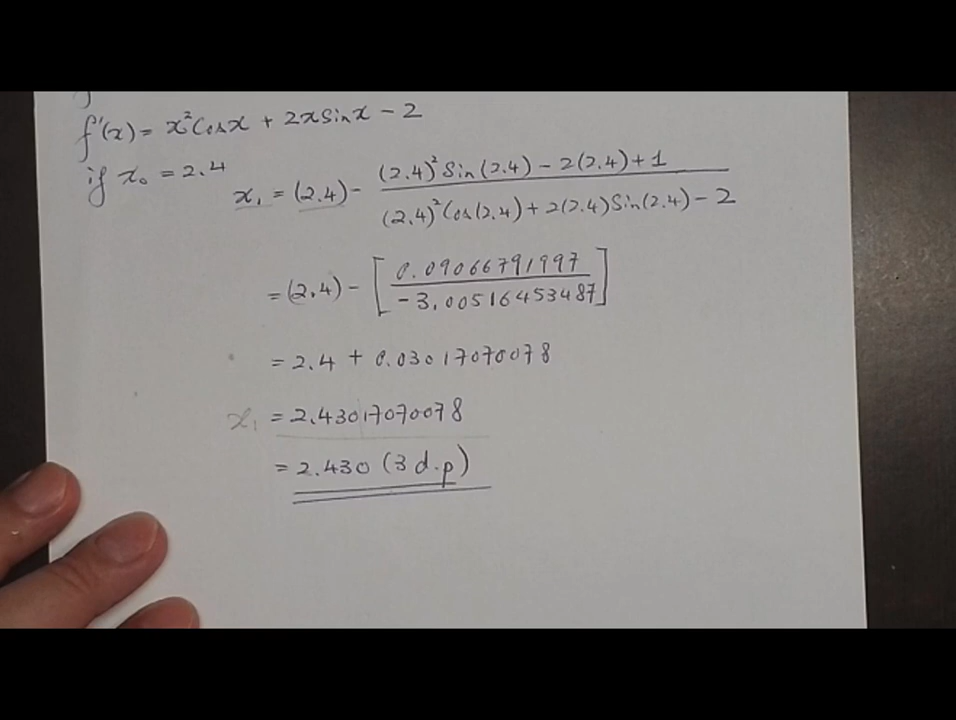 f'(x) = x²Cosx + 2xSinx - 2
if x₀ = 2.4
x₁ = (2.4) - (2.4)²Sin(2.4) - 2(2.4) + 1 / (2.4)²Cos(2.4) + 2(2.4)Sin(2.4) - 2
= (2.4) - [0.09066791997 / -3.00516453487]
= 2.4 + 0.03017070078
x₁ = 2.43017070078
= 2.430 (3 d.p)